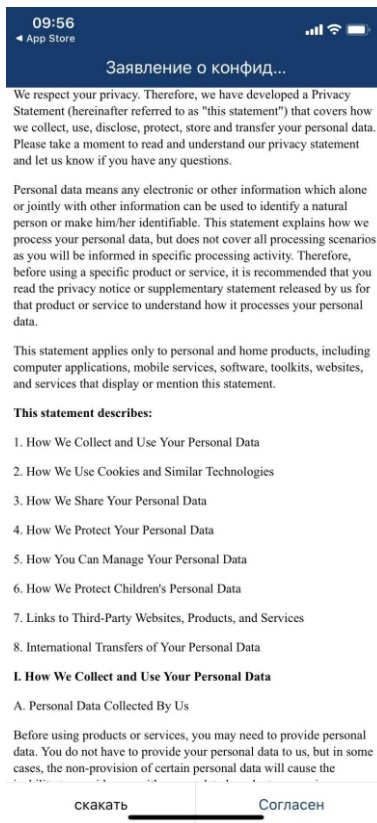 09:56
◀ App Store
Заявление о конфид...
We respect your privacy. Therefore, we have developed a Privacy
Statement (hereinafter referred to as "this statement") that covers how
we collect, use, disclose, protect, store and transfer your personal data.
Please take a moment to read and understand our privacy statement
and let us know if you have any questions.
Personal data means any electronic or other information which alone
or jointly with other information can be used to identify a natural
person or make him/her identifiable. This statement explains how we
process your personal data, but does not cover all processing scenarios
as you will be informed in specific processing activity. Therefore,
before using a specific product or service, it is recommended that you
read the privacy notice or supplementary statement released by us for
that product or service to understand how it processes your personal
data.
This statement applies only to personal and home products, including
computer applications, mobile services, software, toolkits, websites,
and services that display or mention this statement.
This statement describes:
1. How We Collect and Use Your Personal Data
2. How We Use Cookies and Similar Technologies
3. How We Share Your Personal Data
4. How We Protect Your Personal Data
5. How You Can Manage Your Personal Data
6. How We Protect Children's Personal Data
7. Links to Third-Party Websites, Products, and Services
8. International Transfers of Your Personal Data
I. How We Collect and Use Your Personal Data
A. Personal Data Collected By Us
Before using products or services, you may need to provide personal
data. You do not have to provide your personal data to us, but in some
cases, the non-provision of certain personal data will cause the
скакать
Согласен